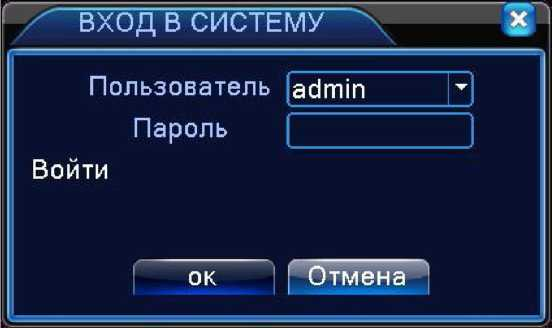 ВХОД В СИСТЕМУ
Пользователь admin
Пароль
Войти
ок Отмена